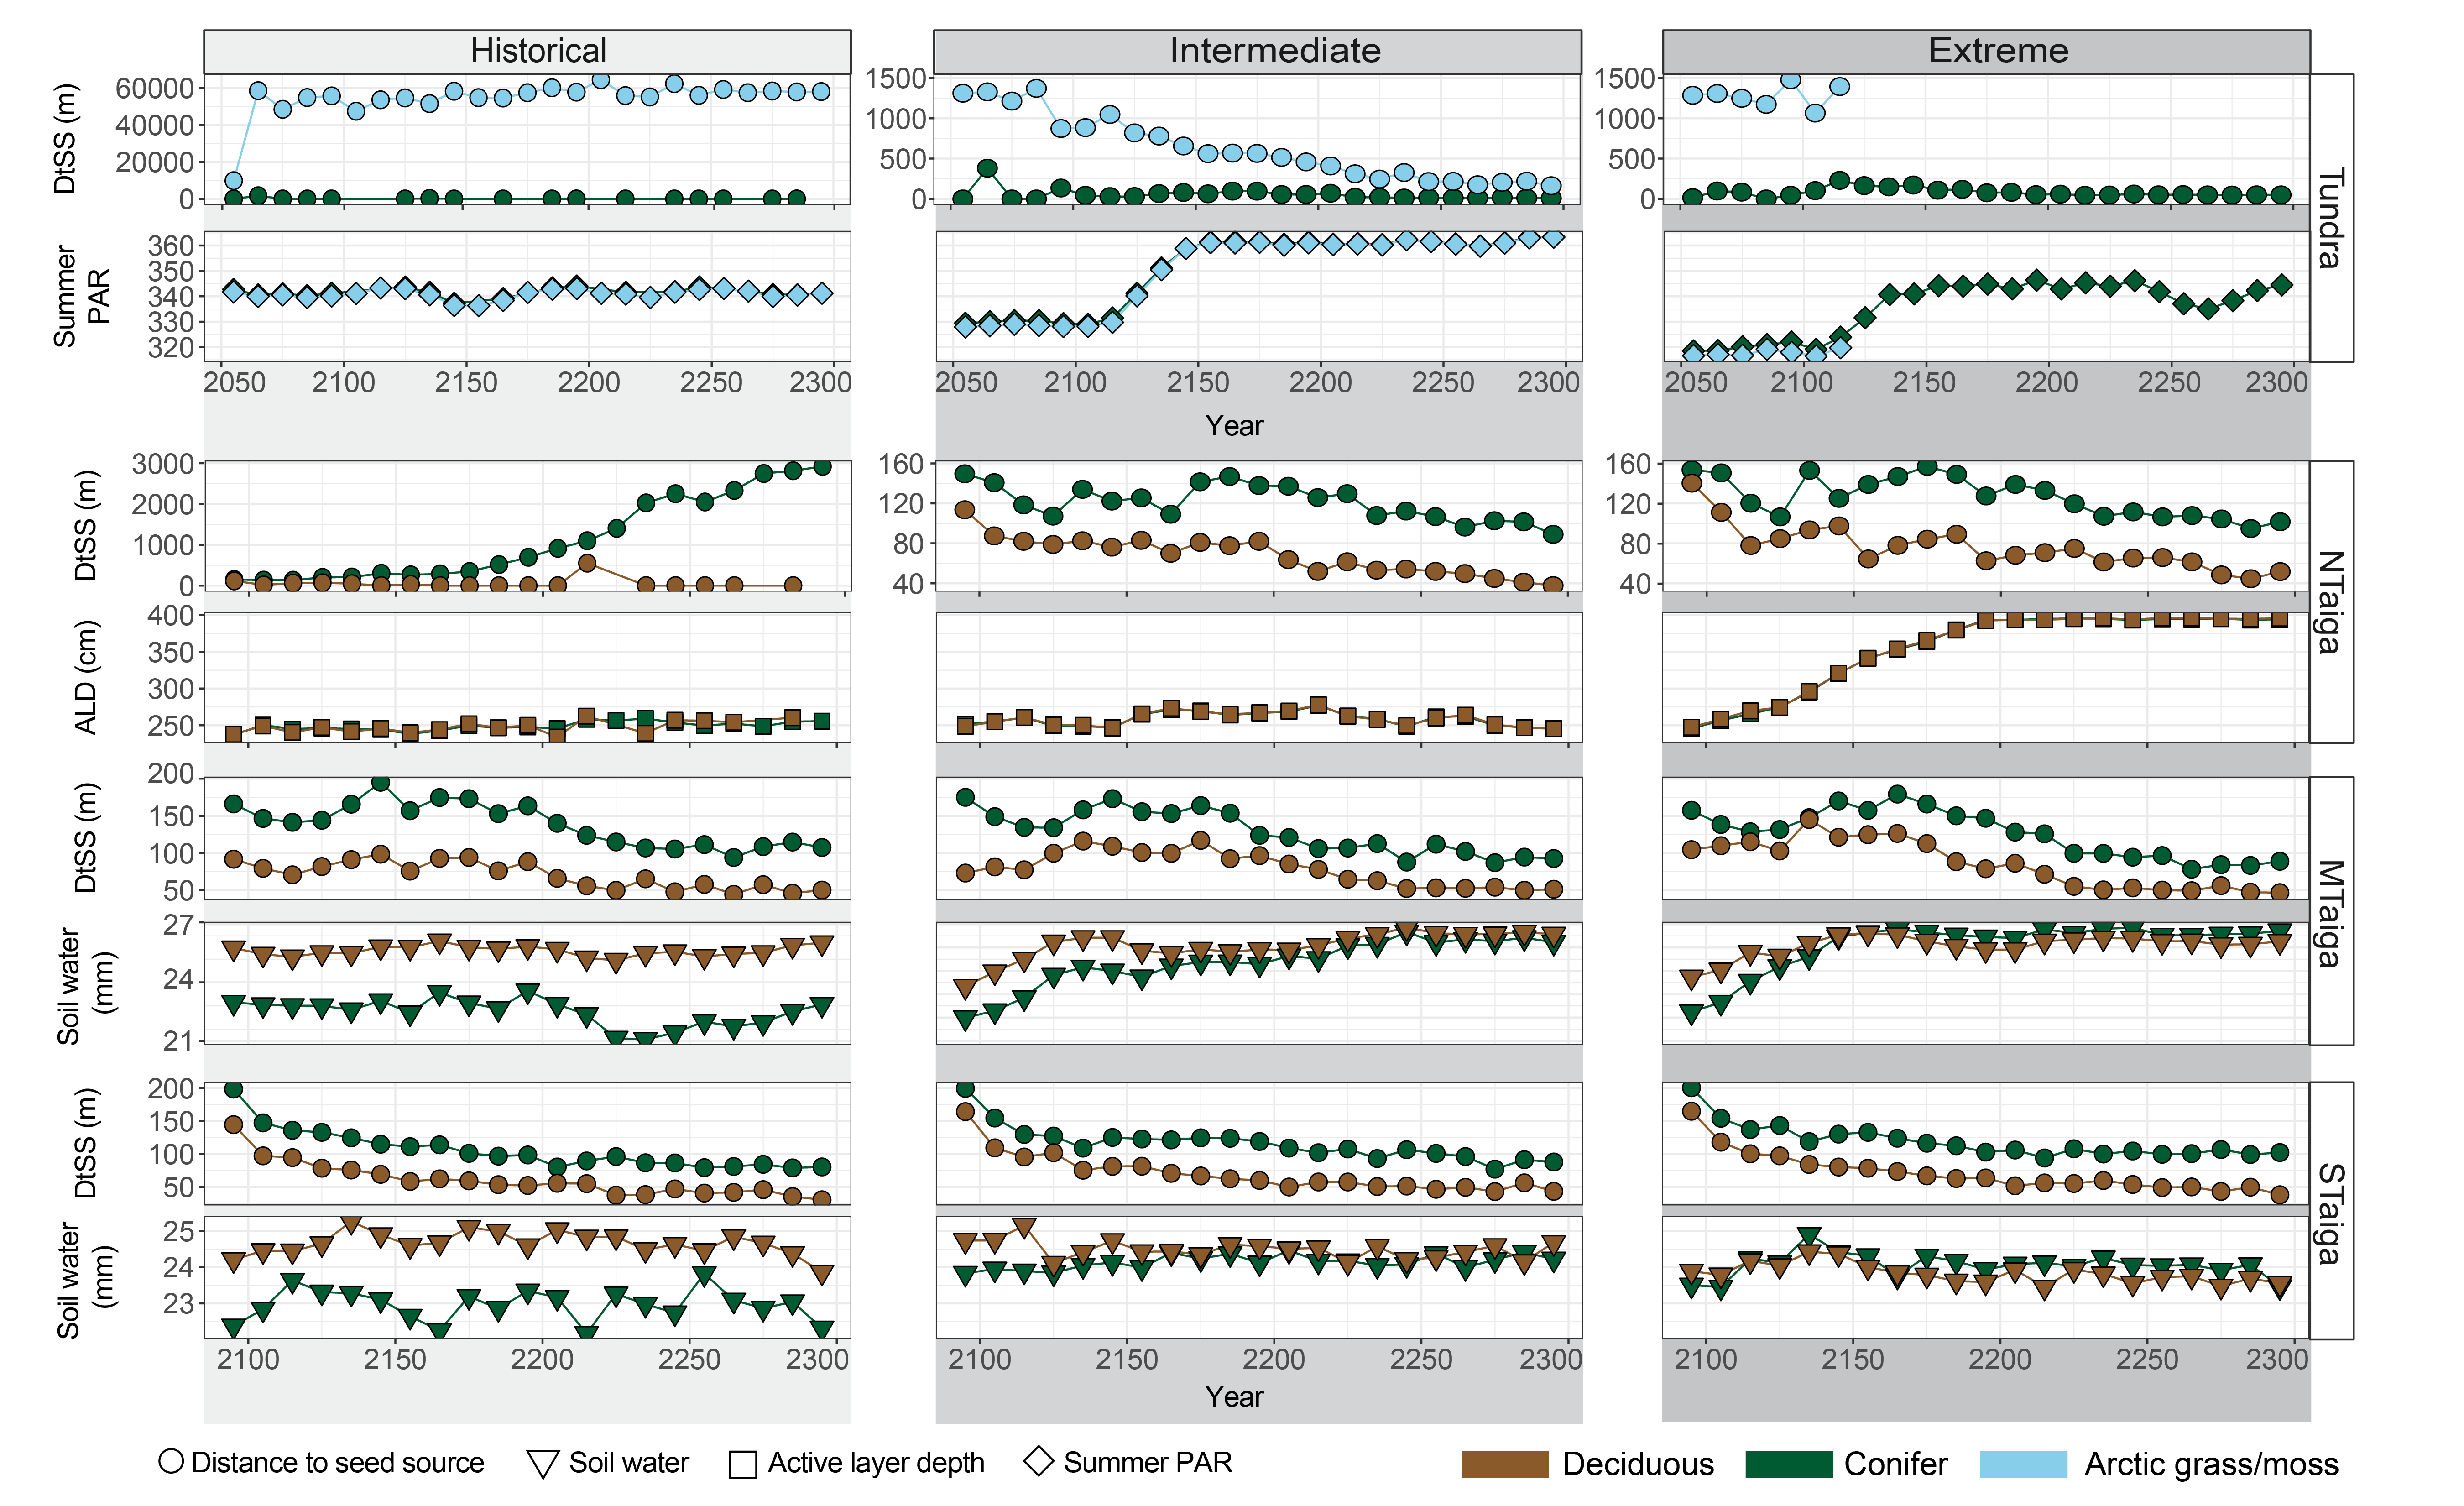 Historical Intermediate Extreme
DtSS (m)
60000
40000
20000
0
1500
1000
500
0
1500
1000
500
0
Tundra
Summer
PAR
360
350
340
330
320
2050 2100 2150 2200 2250 2300
2050 2100 2150 2200 2250 2300
2050 2100 2150 2200 2250 2300
Year
DtSS (m)
3000
2000
1000
0
160
120
80
40
160
120
80
40
NTaiga
ALD (cm)
400
350
300
250
DtSS (m)
200
150
100
50
MTaiga
Soil water
(mm)
27
24
21
DtSS (m)
200
150
100
50
STaiga
Soil water
(mm)
25
24
23
2100 2150 2200 2250 2300
2100 2150 2200 2250 2300
2100 2150 2200 2250 2300
Year
Distance to seed source Soil water Active layer depth Summer PAR Deciduous Conifer Arctic grass/moss